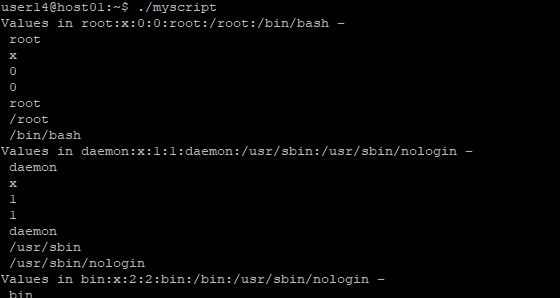 user14@host01:~$ ./myscript
Values in root:x:0:0:root:/root:/bin/bash –
root
x
0
0
root
/root
/bin/bash
Values in daemon:x:1:1:daemon:/usr/sbin:/usr/sbin/nologin –
daemon
x
1
1
daemon
/usr/sbin
/usr/sbin/nologin
Values in bin:x:2:2:bin:/bin:/usr/sbin/nologin –
bin